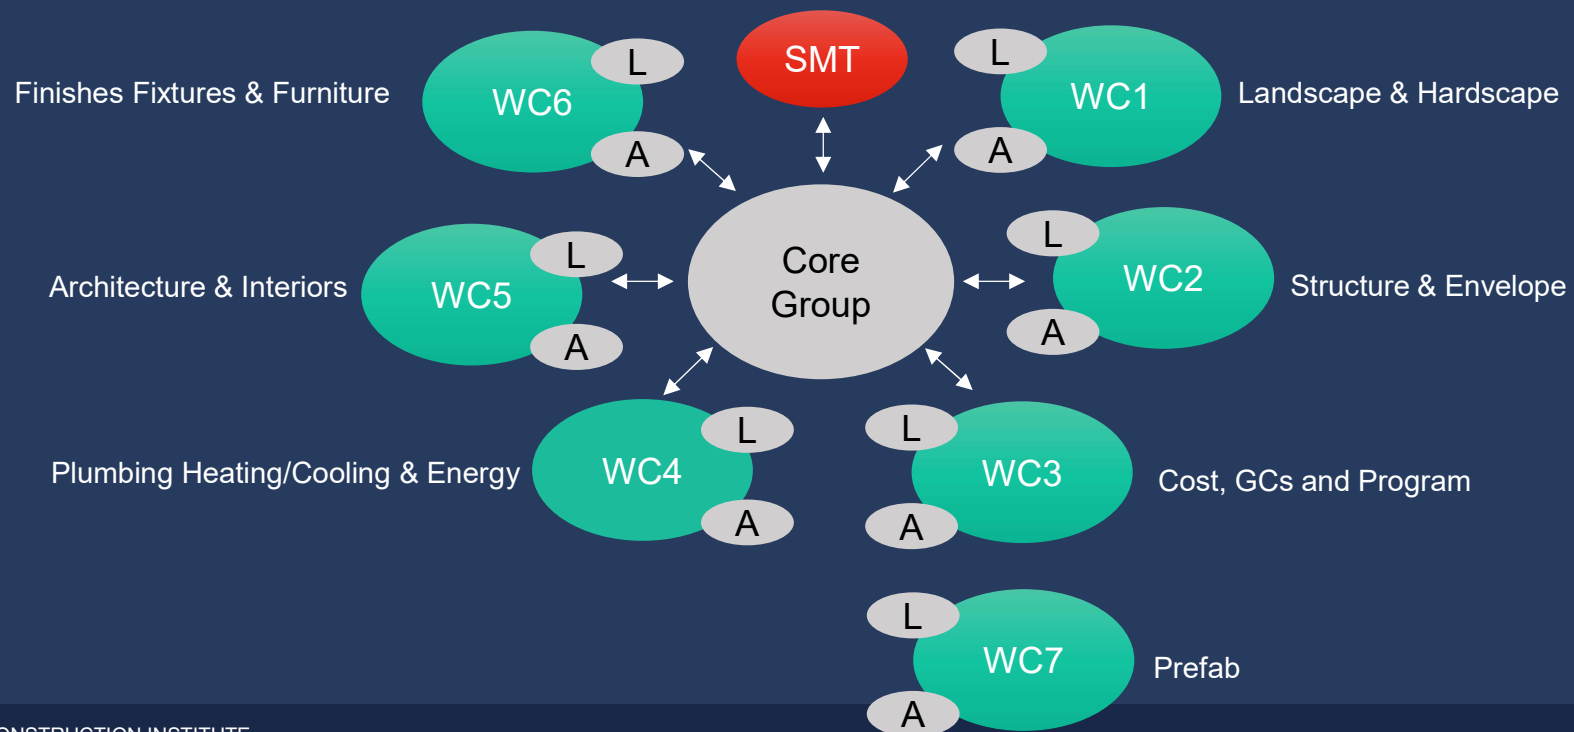 SMT
L
WC6
A
Finishes Fixtures & Furniture
L
WC1
A
Landscape & Hardscape
Core
Group
L
WC5
A
Architecture & Interiors
L
WC2
A
Structure & Envelope
L
WC4
A
Plumbing Heating/Cooling & Energy
L
WC3
A
Cost, GCs and Program
L
WC7
A
Prefab
INSTITUTE